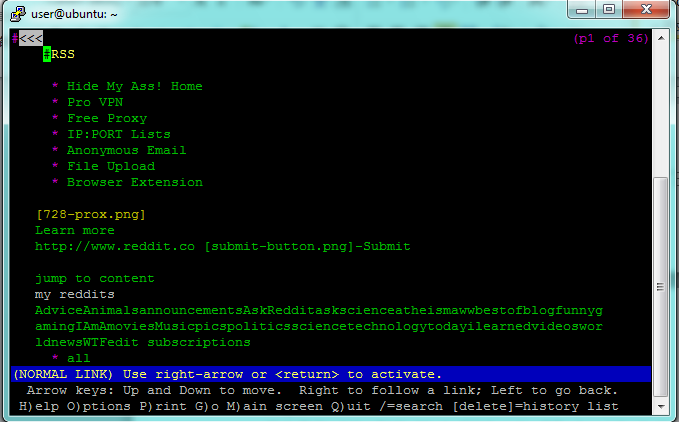 user@ubuntu: ~
#<<< (p1 of 36)
#RSS
* Hide My Ass! Home
* Pro VPN
* Free Proxy
* IP:PORT Lists
* Anonymous Email
* File Upload
* Browser Extension
[728-prox.png]
Learn more
http://www.reddit.co [submit-button.png]-Submit
jump to content
my reddits
AdviceAnimalsannouncementsAskRedditaskscienceatheismawwbestofblogfunnyg
amingIAmAmoviesMusicpicspoliticssciencetechnologytodayilearnedvideoswor
ldnewsWTFedit subscriptions
* all
(NORMAL LINK) Use right-arrow or <return> to activate.
Arrow keys: Up and Down to move. Right to follow a link; Left to go back.
H)elp O)ptions P)rint G)o M)ain screen Q)uit /=search [delete]=history list